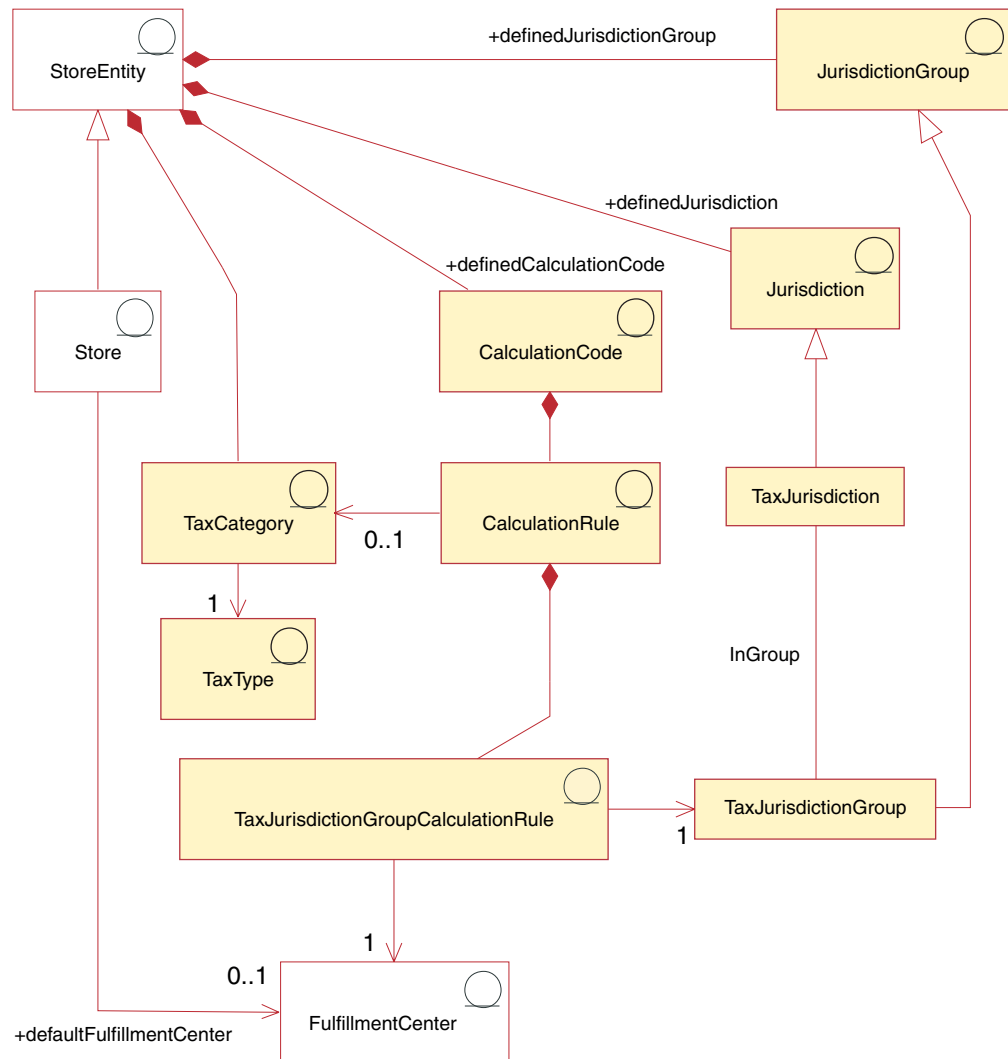 +definedJurisdictionGroup
StoreEntity
JurisdictionGroup
+definedJurisdiction
+definedCalculationCode
Jurisdiction
Store
CalculationCode
TaxCategory
CalculationRule
TaxJurisdiction
0..1
1
TaxType
InGroup
TaxJurisdictionGroupCalculationRule
TaxJurisdictionGroup
1
1
0..1
FulfillmentCenter
+defaultFulfillmentCenter